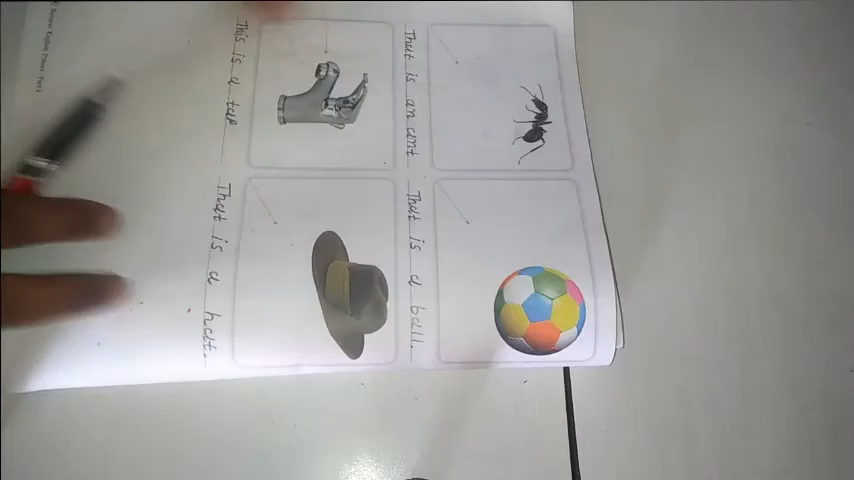 That is an ant
That is a ball.
This is a tap
That is a hat.